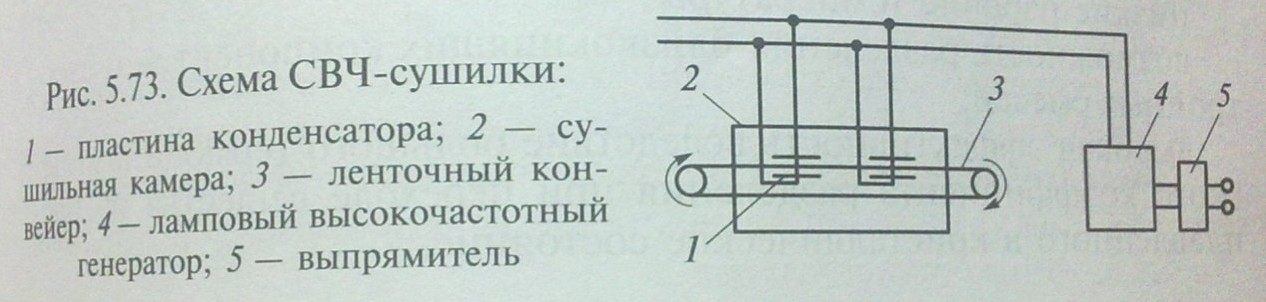 Рис. 5.73. Схема СВЧ-сушилки:
1 — пластина конденсатора; 2 — су-
шильная камера; 3 — ленточный кон-
вейер; 4 — ламповый высокочастотный
генератор; 5 — выпрямитель
2
3
4
5
1